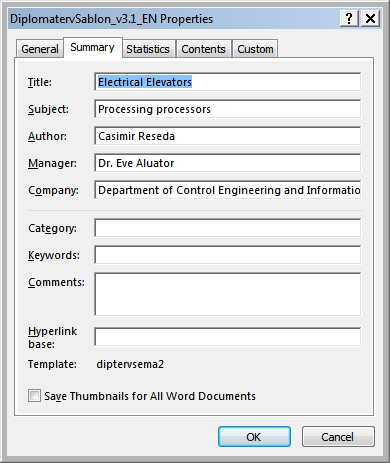 DiplomatervSablon_v3.1_EN Properties
General Summary Statistics Contents Custom
Title: Electrical Elevators
Subject: Processing processors
Author: Casimir Reseda
Manager: Dr. Eve Aluator
Company: Department of Control Engineering and Informatio
Category:
Keywords:
Comments:
Hyperlink
base:
Template: diptervsema2
Save Thumbnails for All Word Documents
OK Cancel